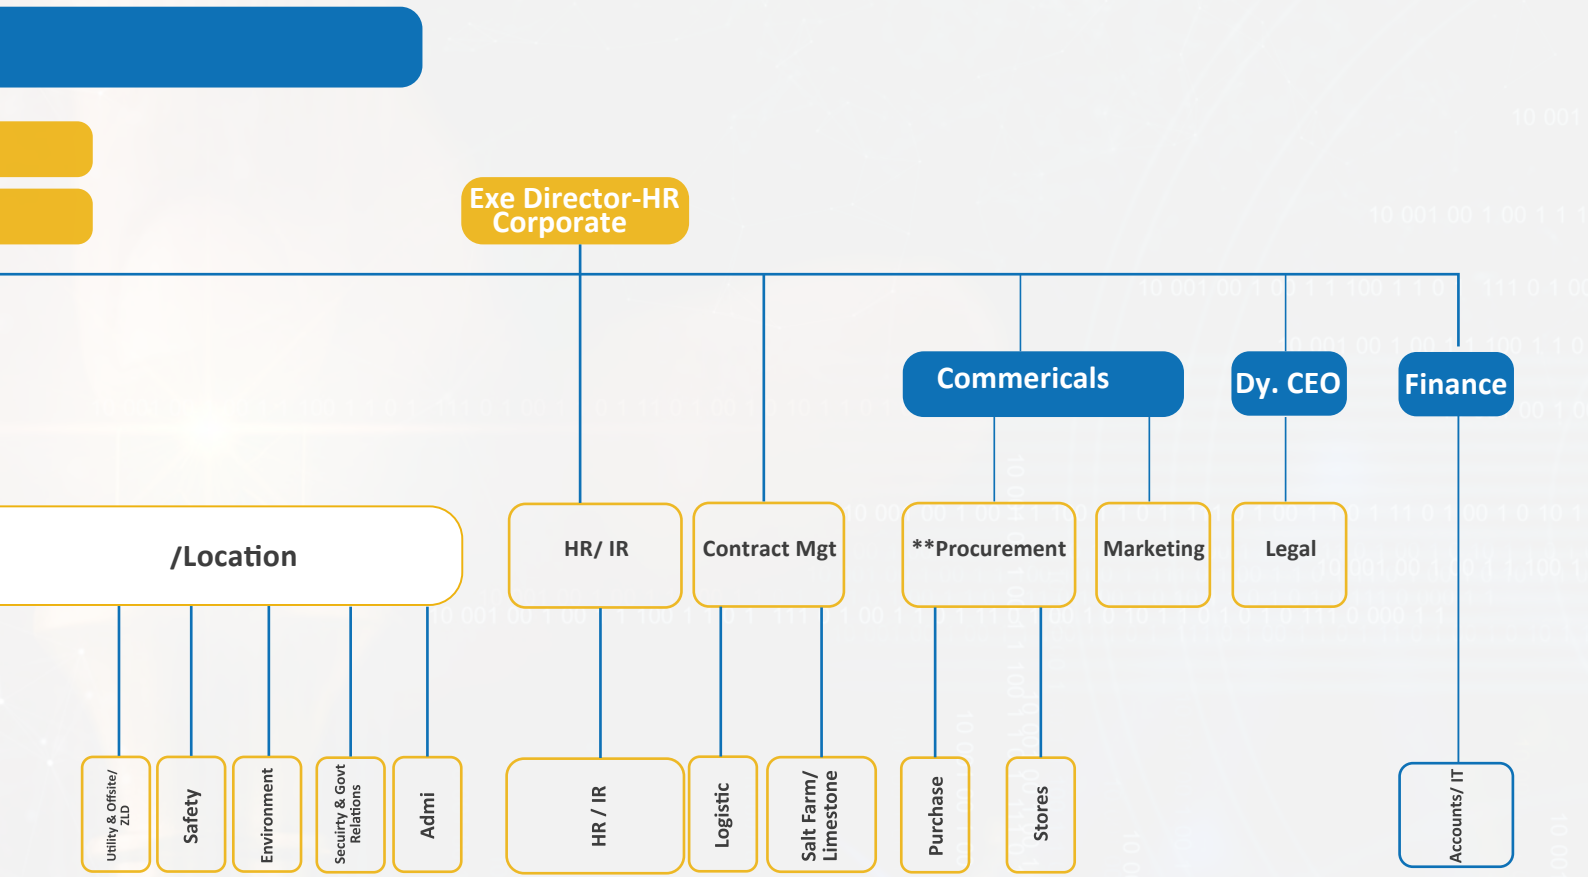 Exe Director-HR
Corporate
Commericals
Dy. CEO
Finance
/Location
HR/ IR
Contract Mgt
**Procurement
Marketing
Legal
Utility & Offsite/
ZLD
Safety
Environment
Secuirty & Govt
Relations
Admi
HR / IR
Logistic
Salt Farm/
Limestone
Purchase
Stores
Accounts/ IT